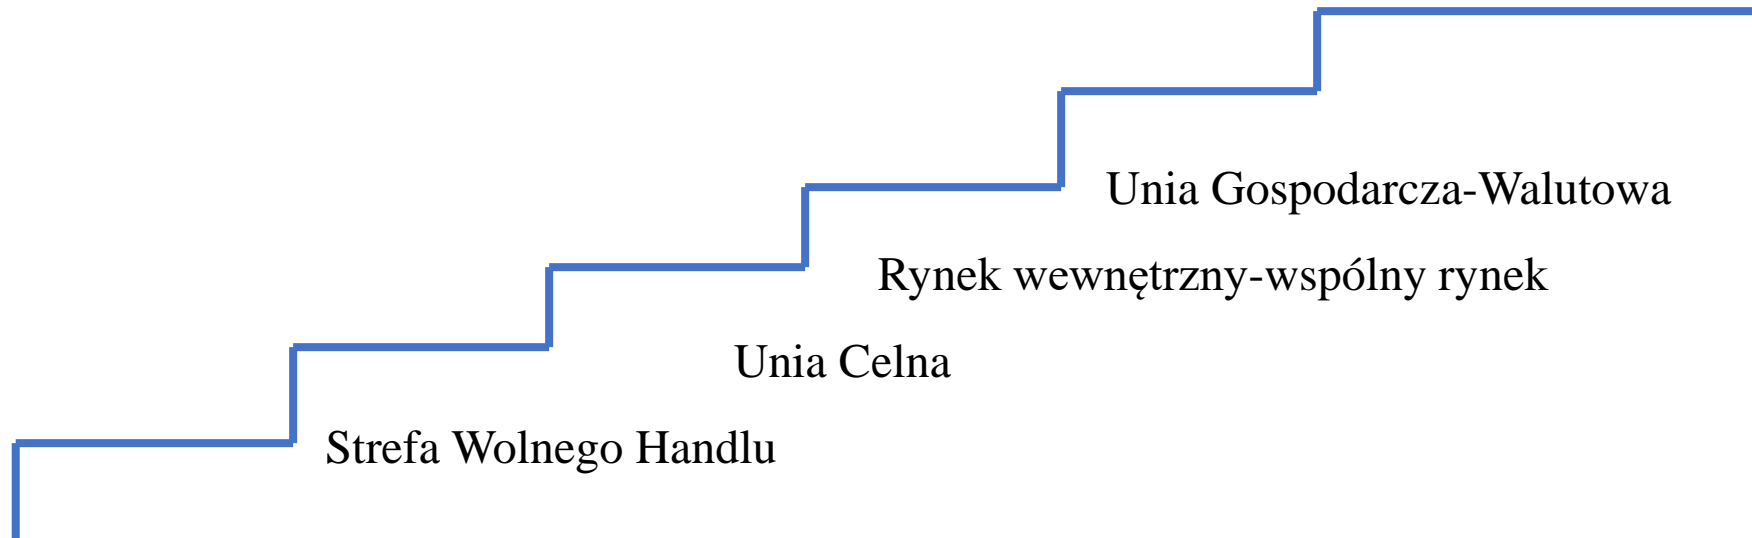 Unia Gospodarcza-Walutowa
Rynek wewnętrzny-wspólny rynek
Unia Celna
Strefa Wolnego Handlu